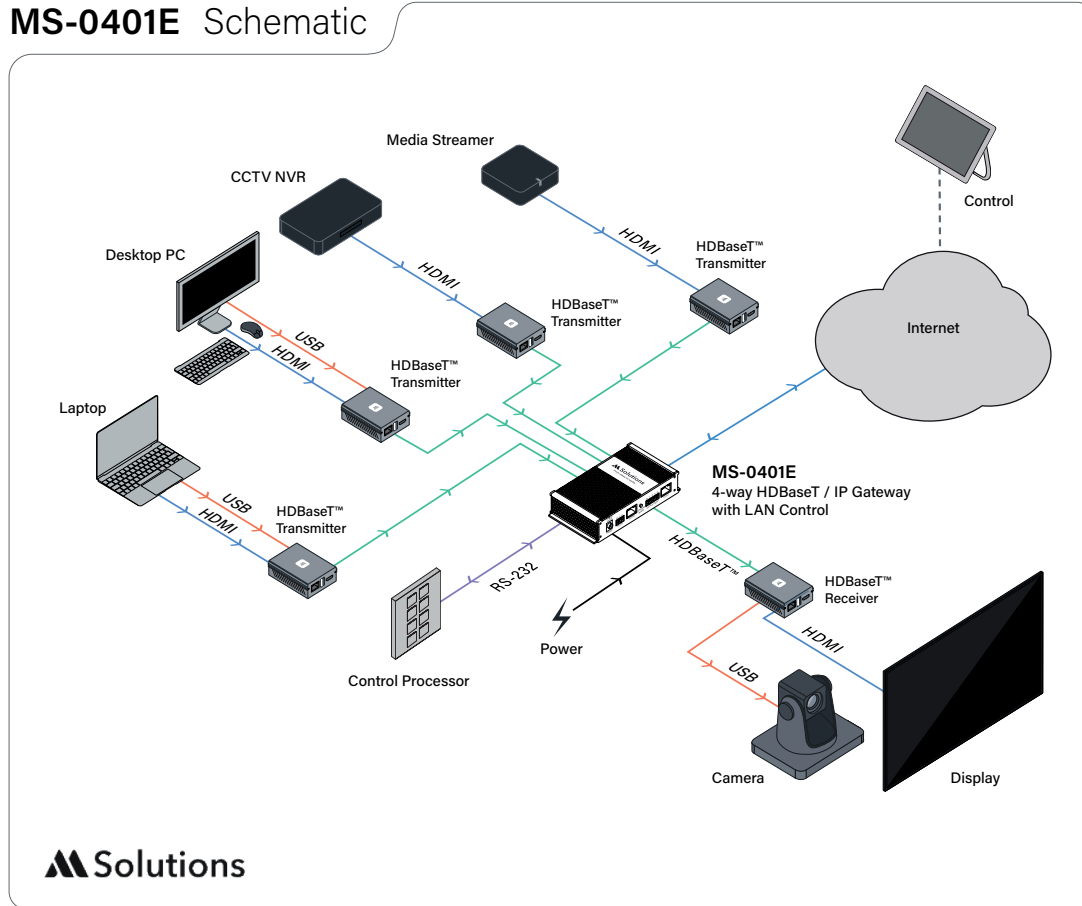 MS-0401E Schematic
Media Streamer
CCTV NVR
Control
Desktop PC
HDMI
HDBaseT™
Transmitter
HDMI
HDBaseT™
Transmitter
Internet
USB
HDMI
HDBaseT™
Transmitter
Laptop
Solutions
MS-0401E
4-way HDBaseT / IP Gateway
with LAN Control
USB
HDMI
HDBaseT™
Transmitter
HDBaseT™
RS-232
HDBaseT™
Receiver
HDMI
Power
USB
Control Processor
Camera
Display
Solutions